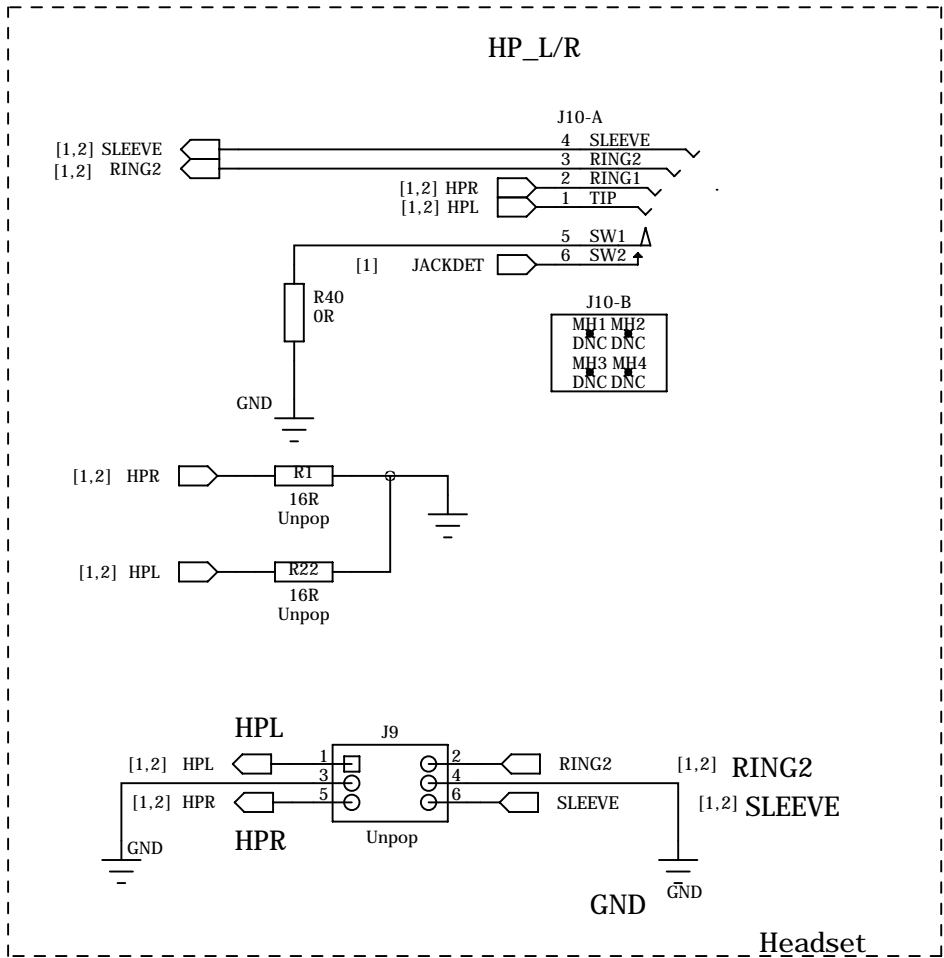 HP_L/R
J10-A
[1,2] SLEEVE 4 SLEEVE
[1,2] RING2 3 RING2
[1,2] HPR 2 RING1
[1,2] HPL 1 TIP
5 SW1
[1] JACKDET 6 SW2
R40
0R
J10-B
MH1 MH2
DNC DNC
MH3 MH4
DNC DNC
GND
[1,2] HPR R1
16R
Unpop
[1,2] HPL R22
16R
Unpop
HPL
J9
[1,2] HPL 1 2 RING2 [1,2] RING2
3 4
[1,2] HPR 5 6 SLEEVE [1,2] SLEEVE
HPR
Unpop
GND
GND
GND
Headset